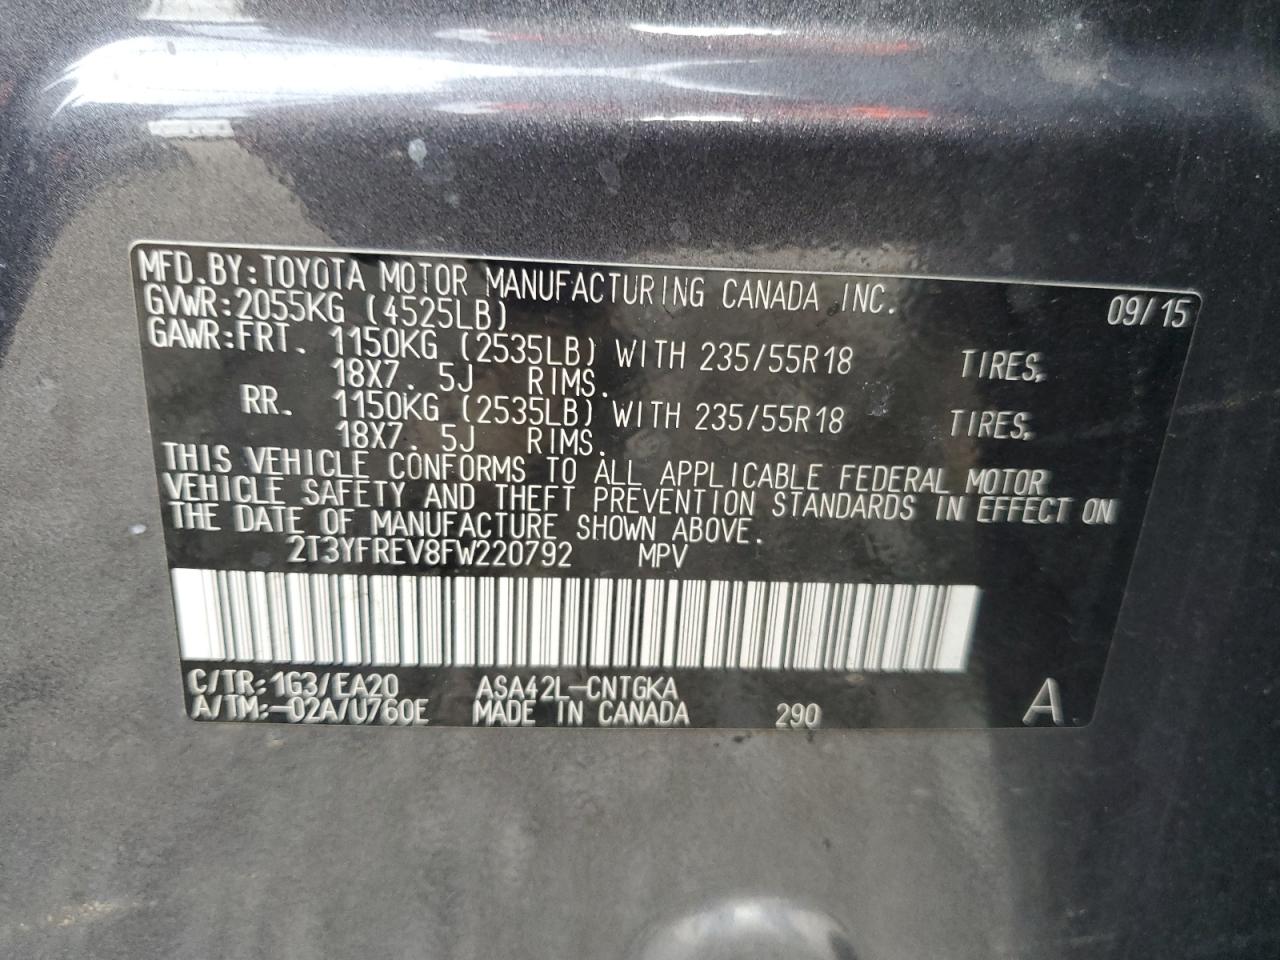 MFD.BY:TOYOTA MOTOR MANUFACTURING CANADA INC. 09/15
GVWR:2055KG (4525LB)
GAWR:FRT. 1150KG (2535LB) WITH 235/55R18 TIRES,
18X7. 5J RIMS.
RR. 1150KG (2535LB) WITH 235/55R18 TIRES,
18X7. 5J RIMS.
THIS VEHICLE CONFORMS TO ALL APPLICABLE FEDERAL MOTOR
VEHICLE SAFETY AND THEFT PREVENTION STANDARDS IN EFFECT ON
THE DATE OF MANUFACTURE SHOWN ABOVE.
2T3YFREV8FW220792 MPV
C/TR:1G3/EA20 ASA42L-CNTGKA
A/TM:-02A/U760E MADE IN CANADA 290 A